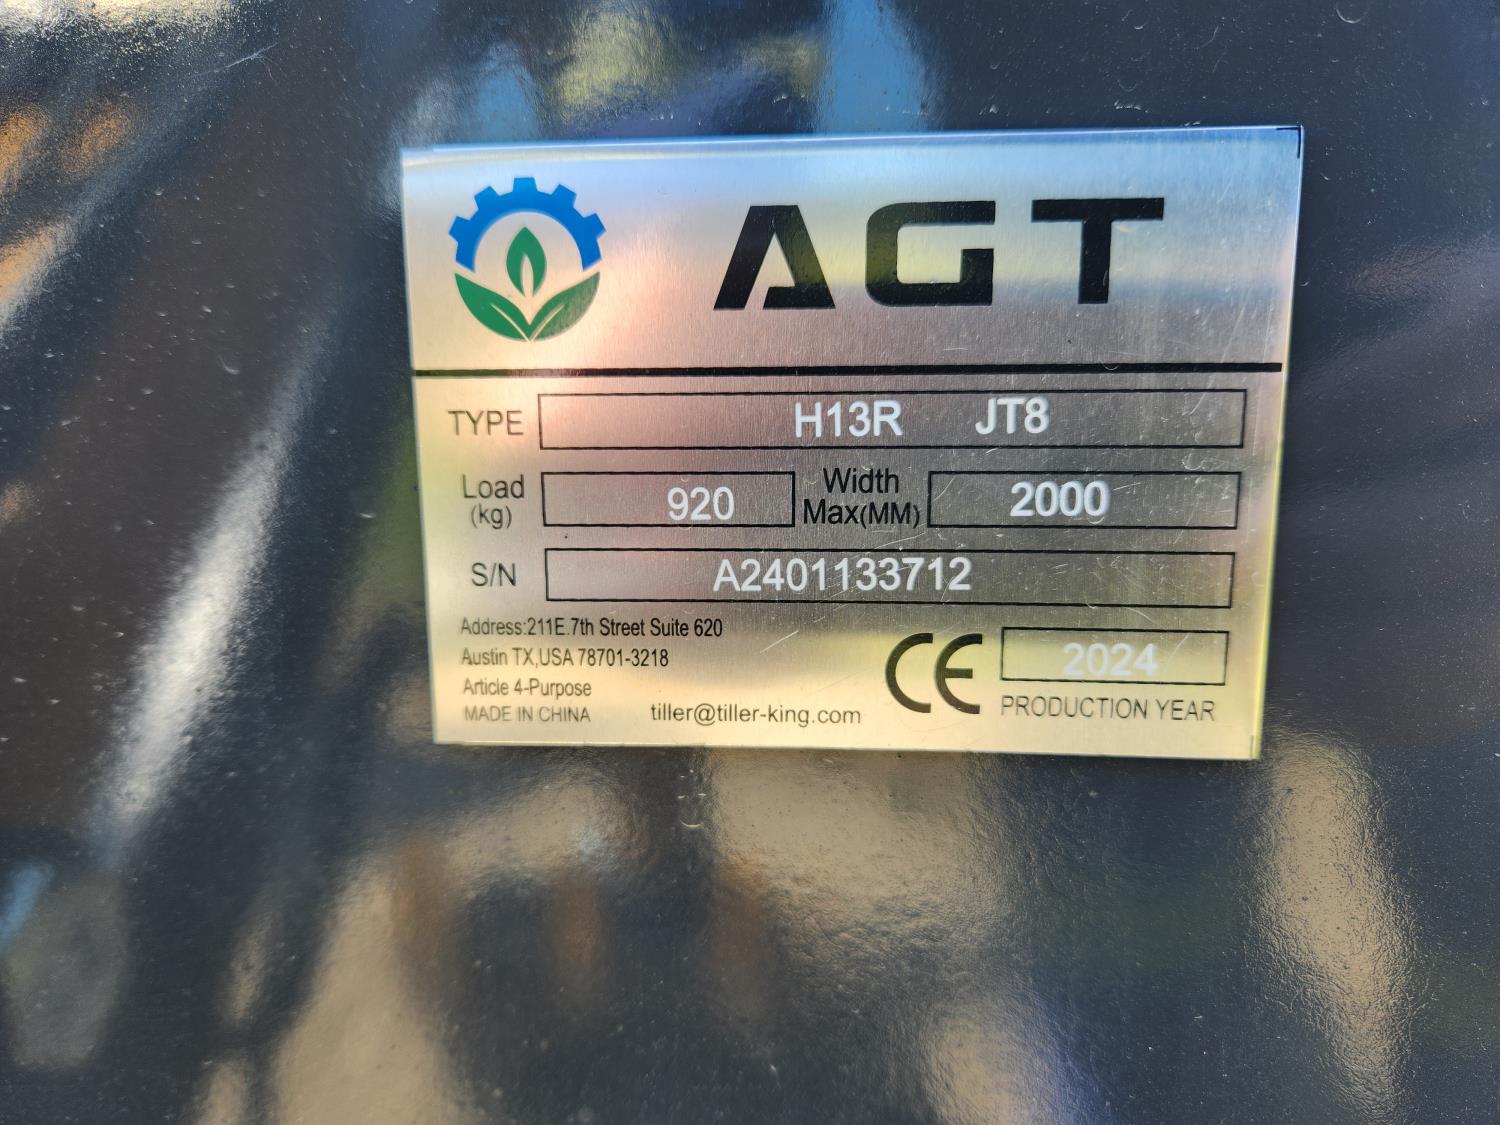 AGT
TYPE H13R JT8
Load (kg) 920 Width Max(MM) 2000
S/N A2401133712
Address:211E.7th Street Suite 620
Austin TX,USA 78701-3218
Article 4-Purpose
MADE IN CHINA tiller@tiller-king.com CE 2024
PRODUCTION YEAR